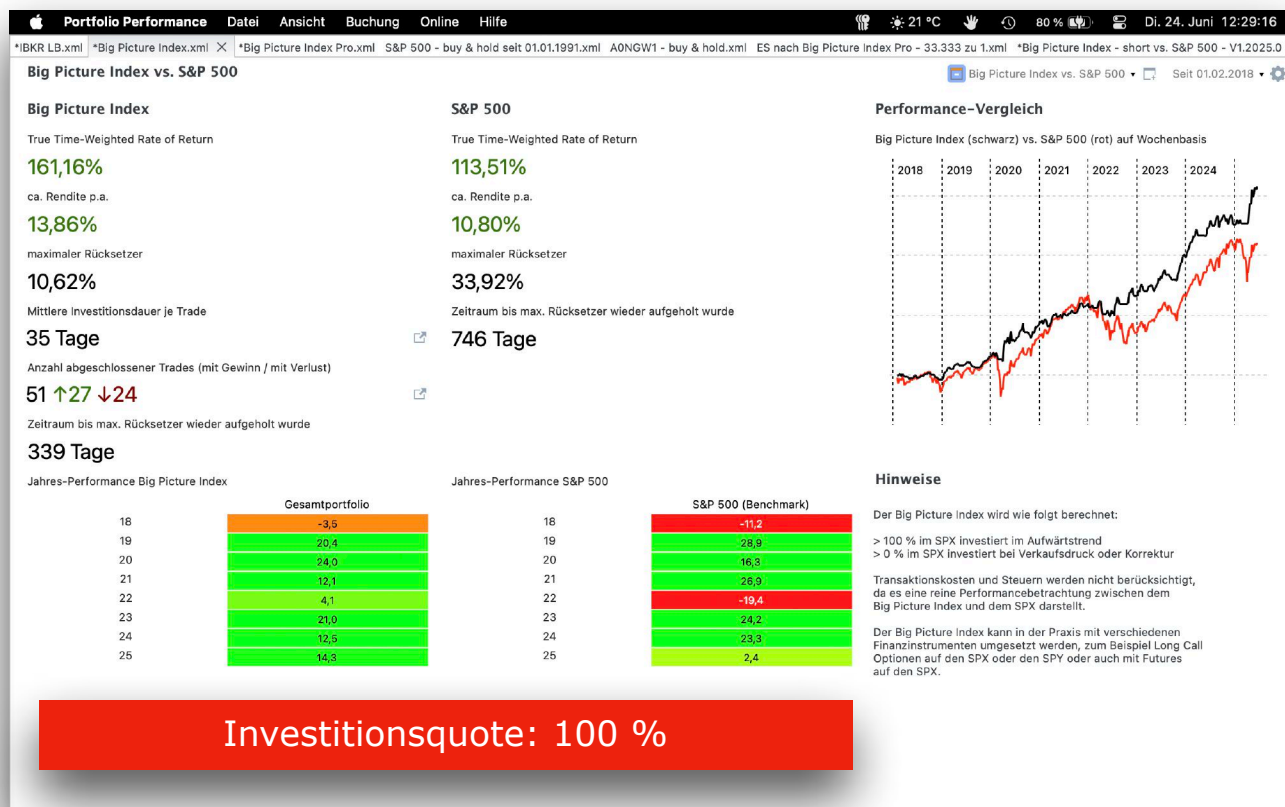 Portfolio Performance Datei Ansicht Buchung Online Hilfe 21 °C 80 % Di. 24. Juni 12:29:16
*IBKR LB.xml *Big Picture Index.xml *Big Picture Index Pro.xml S&P 500 - buy & hold seit 01.01.1991.xml A0NGW1 - buy & hold.xml ES nach Big Picture Index Pro - 33.333 zu 1.xml *Big Picture Index - short vs. S&P 500 - V1.2025.0
Big Picture Index vs. S&P 500
Big Picture Index vs. S&P 500 Seit 01.02.2018
Big Picture Index
True Time-Weighted Rate of Return
161,16%
ca. Rendite p.a.
13,86%
maximaler Rücksetzer
10,62%
Mittlere Investitionsdauer je Trade
35 Tage
Anzahl abgeschlossener Trades (mit Gewinn / mit Verlust)
51 ↑27 ↓24
Zeitraum bis max. Rücksetzer wieder aufgeholt wurde
339 Tage
S&P 500
True Time-Weighted Rate of Return
113,51%
ca. Rendite p.a.
10,80%
maximaler Rücksetzer
33,92%
Zeitraum bis max. Rücksetzer wieder aufgeholt wurde
746 Tage
Performance-Vergleich
Big Picture Index (schwarz) vs. S&P 500 (rot) auf Wochenbasis
2018 2019 2020 2021 2022 2023 2024
Jahres-Performance Big Picture Index
Gesamtportfolio
18 -3,5
19 20,4
20 24,0
21 12,1
22 4,1
23 21,0
24 12,5
25 14,3
Jahres-Performance S&P 500
S&P 500 (Benchmark)
18 -11,2
19 28,9
20 16,3
21 26,9
22 -19,4
23 24,2
24 23,3
25 2,4
Hinweise
Der Big Picture Index wird wie folgt berechnet:
> 100 % im SPX investiert im Aufwärtstrend
> 0 % im SPX investiert bei Verkaufsdruck oder Korrektur
Transaktionskosten und Steuern werden nicht berücksichtigt,
da es eine reine Performancebetrachtung zwischen dem
Big Picture Index und dem SPX darstellt.
Der Big Picture Index kann in der Praxis mit verschiedenen
Finanzinstrumenten umgesetzt werden, zum Beispiel Long Call
Optionen auf den SPX oder den SPY oder auch mit Futures
auf den SPX.
Investitionsquote: 100 %